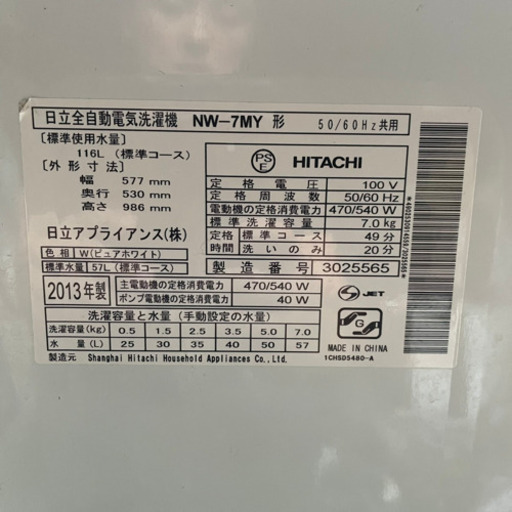 日立全自動電気洗濯機 NW-7MY 形 50/60Hz共用
〔標準使用水量〕
116L (標準コース)
〔外形寸法〕
幅 577 mm
奥行 530 mm
高さ 986 mm
日立アプライアンス(株)
色相 W(ピュアホワイト)
標準水量 57L(標準コース)
PS E HITACHI
定格電圧 100 V
定格周波数 50/60 Hz
電動機の定格消費電力 470/540 W
標準洗濯容量 7.0 kg
定格 標準コース 49分
時間 洗いのみ 20分
製造番号 3025565
2013年製
主電動機の定格消費電力 470/540 W
ポンプ電動機の定格消費電力 40 W
S-JET
洗濯容量と水量 (手動設定の水量)
洗濯容量(kg) 0.5 1.5 2.5 3.5 5.0 7.0
水量(L) 25 30 35 40 50 57
製造元 Shanghai Hitachi Household Appliances Co.,Ltd.
G
MADE IN CHINA
1CHSD5480-A